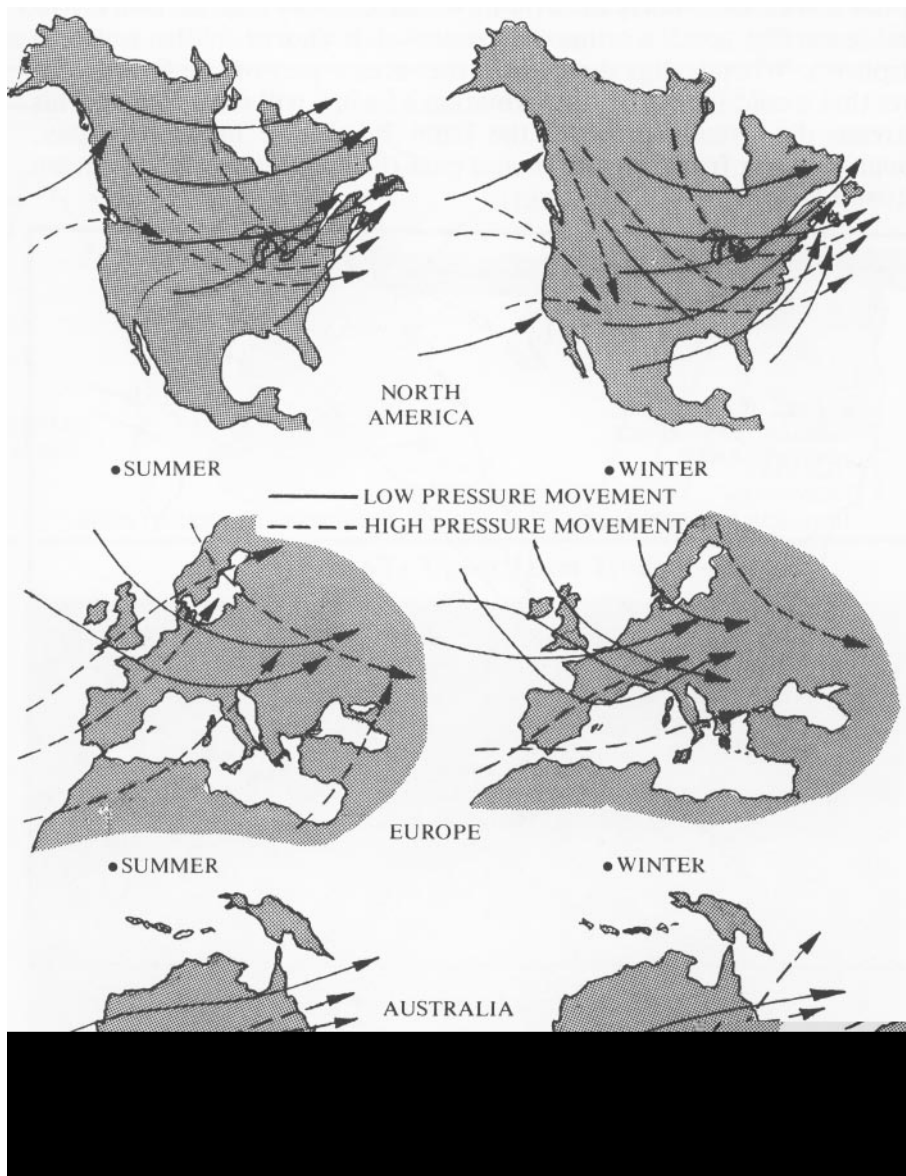 NORTH
AMERICA
• SUMMER
• WINTER
LOW PRESSURE MOVEMENT
HIGH PRESSURE MOVEMENT
EUROPE
• SUMMER
• WINTER
AUSTRALIA